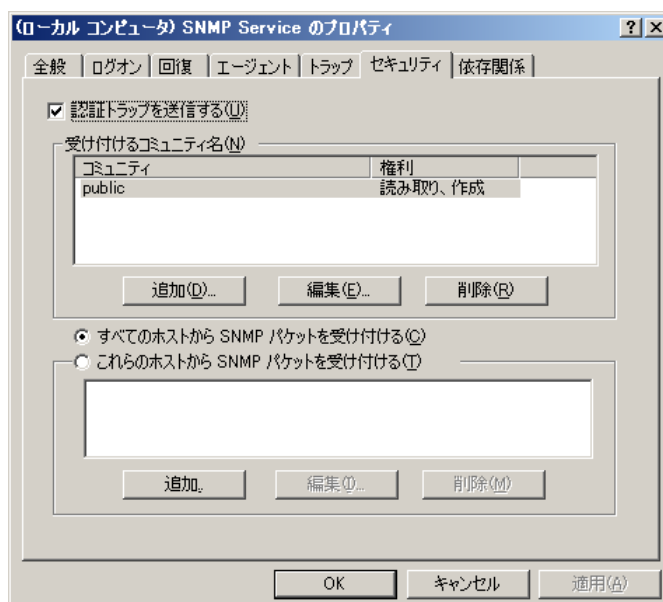 (ローカル コンピュータ) SNMP Service のプロパティ
全般 ログオン 回復 エージェント トラップ セキュリティ 依存関係
認証トラップを送信する(U)
受け付けるコミュニティ名(N)
コミュニティ 権利
public 読み取り、作成
追加(D)... 編集(E)... 削除(R)
すべてのホストから SNMP パケットを受け付ける(C)
これらのホストから SNMP パケットを受け付ける(T)
追加.. 編集(I)... 削除(M)
OK キャンセル 適用(A)